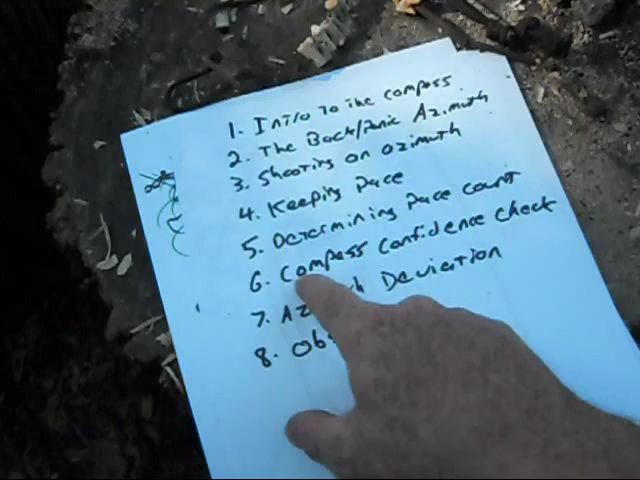 1. Intro to the compass
2. The Back/Panic Azimuth
3. Shooting an azimuth
4. Keeping Pace
5. Determining pace count
6. Compass Confidence check
7. Deviation
8.